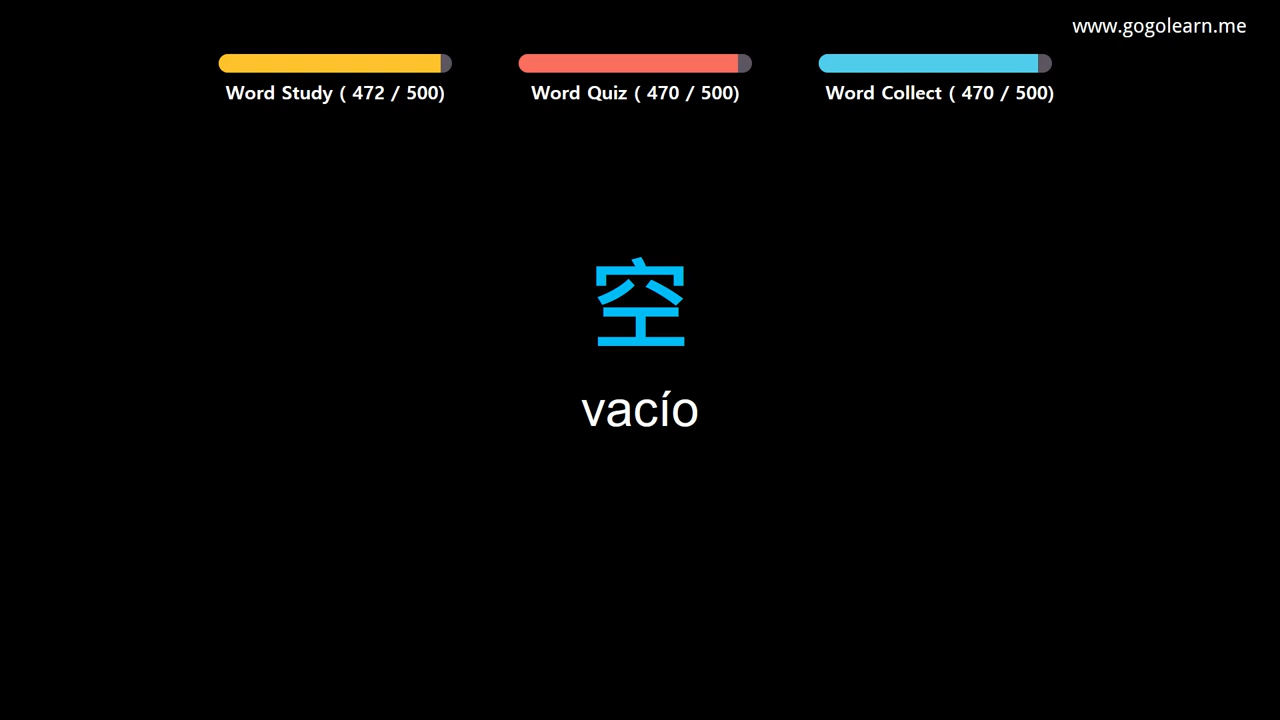 www.gogolearn.me
Word Study ( 472 / 500)
Word Quiz ( 470 / 500)
Word Collect ( 470 / 500)
空
vacío